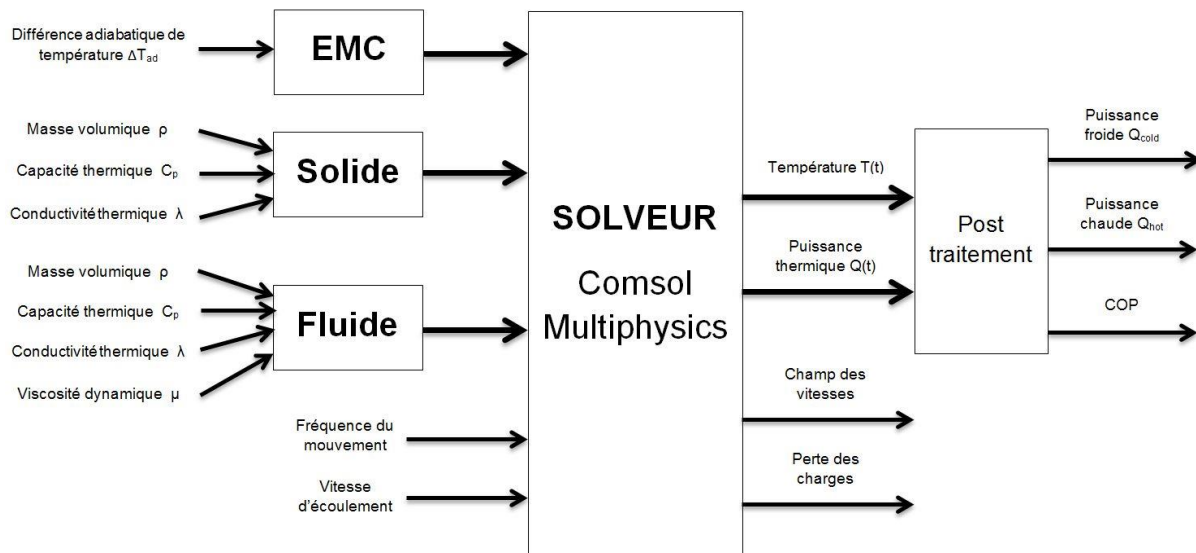 Différence adiabatique de
température ΔTad
EMC
Masse volumique ρ
Capacité thermique Cp
Conductivité thermique λ
Solide
Masse volumique ρ
Capacité thermique Cp
Conductivité thermique λ
Viscosité dynamique μ
Fluide
Fréquence du
mouvement
Vitesse
d'écoulement
SOLVEUR
Comsol
Multiphysics
Température T(t)
Puissance
thermique Q(t)
Champ des
vitesses
Perte des
charges
Post
traitement
Puissance
froide Qcold
Puissance
chaude Qhot
COP